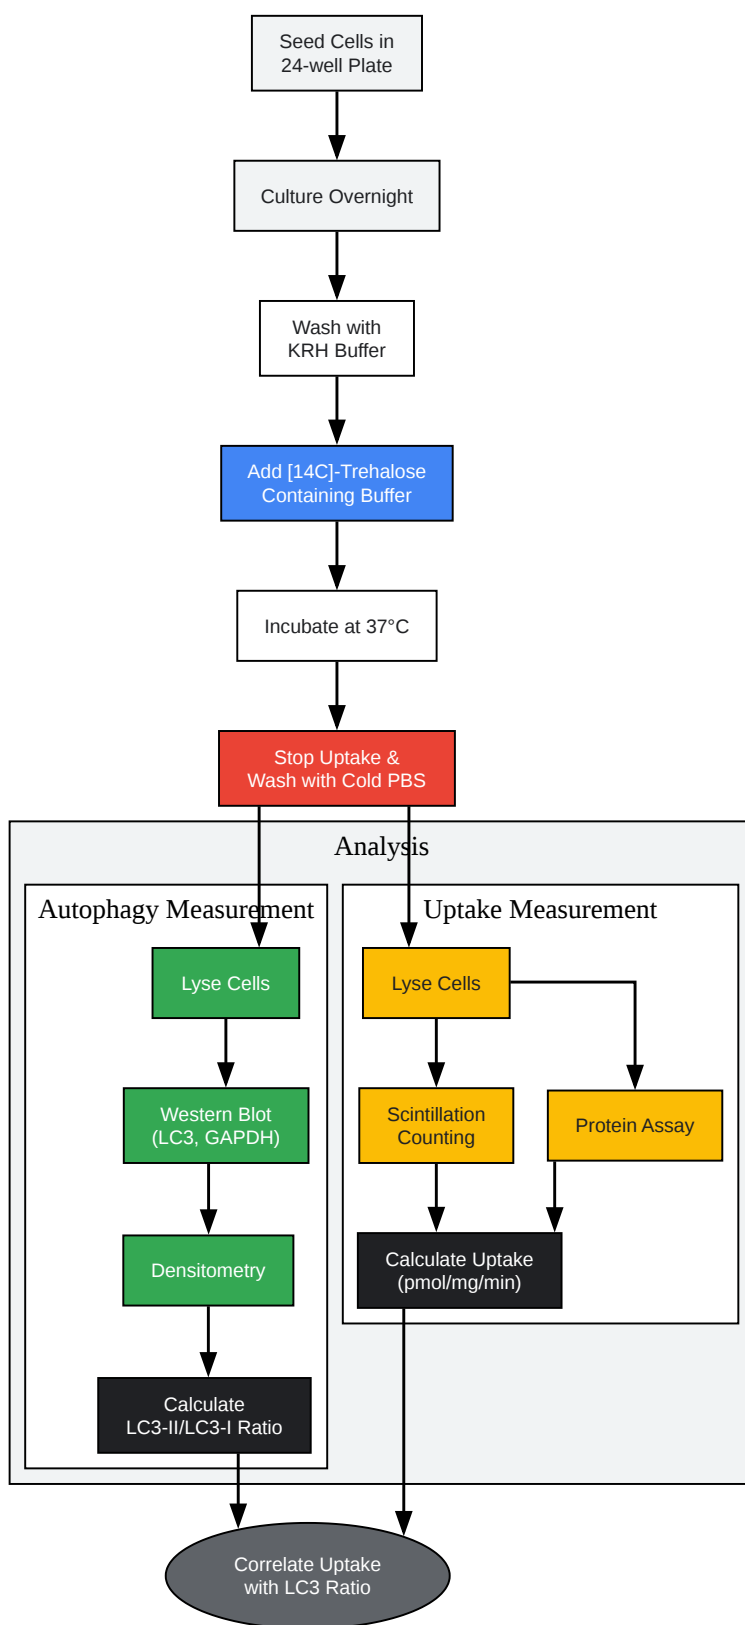 Seed Cells in
24-well Plate
Culture Overnight
Wash with
KRH Buffer
Add [14C]-Trehalose
Containing Buffer
Incubate at 37°C
Stop Uptake &
Wash with Cold PBS
Analysis
Autophagy Measurement
Lyse Cells
Western Blot
(LC3, GAPDH)
Densitometry
Calculate
LC3-II/LC3-I Ratio
Uptake Measurement
Lyse Cells
Scintillation
Counting
Protein Assay
Calculate Uptake
(pmol/mg/min)
Correlate Uptake
with LC3 Ratio